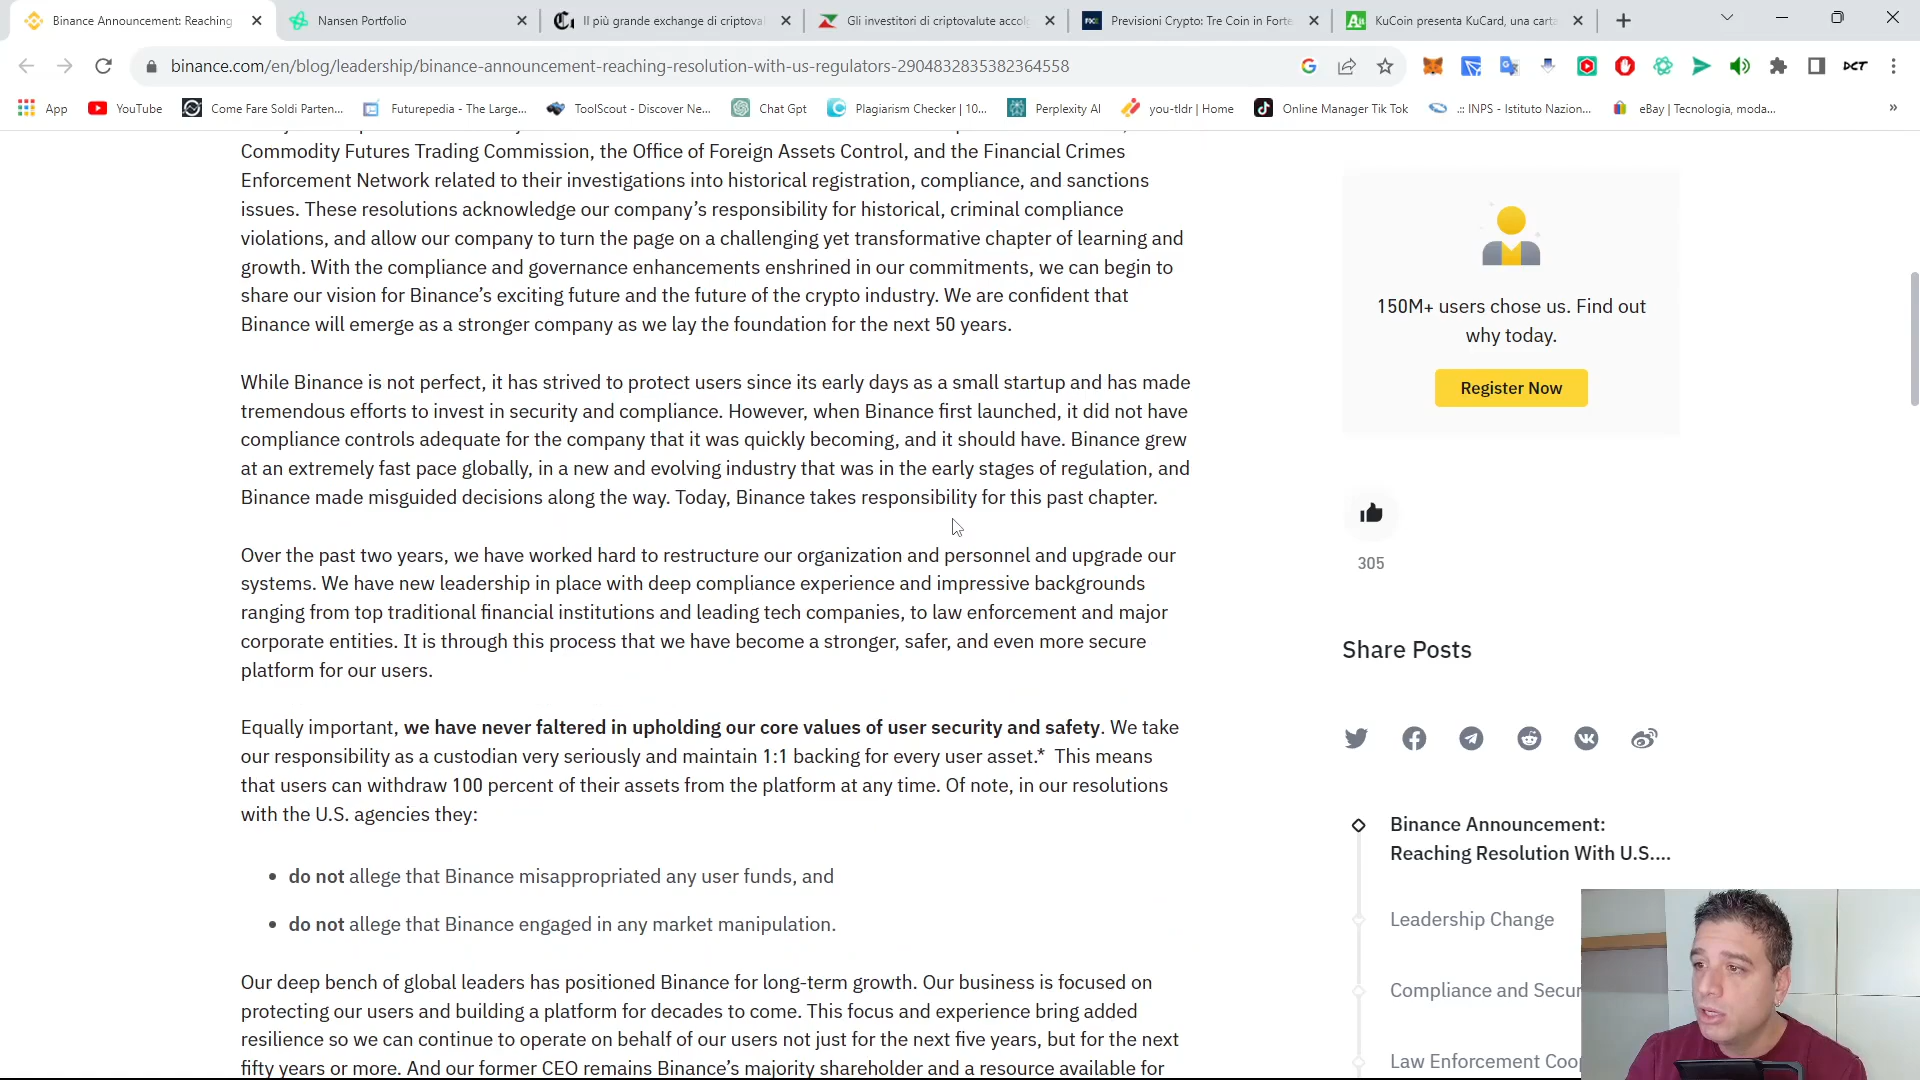 Binance Announcement: Reaching
Nansen Portfolio
Il più grande exchange di criptova
Gli investitori di criptovalute accol
Previsioni Crypto: Tre Coin in Forte
KuCoin presenta KuCard, una carta
binance.com/en/blog/leadership/binance-announcement-reaching-resolution-with-us-regulators-2904832835382364558
DCT
App
YouTube
Come Fare Soldi Parten...
Futurepedia - The Large...
ToolScout - Discover Ne...
Chat Gpt
Plagiarism Checker | 10...
Perplexity AI
you-tldr | Home
Online Manager Tik Tok
.:: INPS - Istituto Nazion...
eBay | Tecnologia, moda...
»
Commodity Futures Trading Commission, the Office of Foreign Assets Control, and the Financial Crimes
Enforcement Network related to their investigations into historical registration, compliance, and sanctions
issues. These resolutions acknowledge our company’s responsibility for historical, criminal compliance
violations, and allow our company to turn the page on a challenging yet transformative chapter of learning and
growth. With the compliance and governance enhancements enshrined in our commitments, we can begin to
share our vision for Binance’s exciting future and the future of the crypto industry. We are confident that
Binance will emerge as a stronger company as we lay the foundation for the next 50 years.
While Binance is not perfect, it has strived to protect users since its early days as a small startup and has made
tremendous efforts to invest in security and compliance. However, when Binance first launched, it did not have
compliance controls adequate for the company that it was quickly becoming, and it should have. Binance grew
at an extremely fast pace globally, in a new and evolving industry that was in the early stages of regulation, and
Binance made misguided decisions along the way. Today, Binance takes responsibility for this past chapter.
Over the past two years, we have worked hard to restructure our organization and personnel and upgrade our
systems. We have new leadership in place with deep compliance experience and impressive backgrounds
ranging from top traditional financial institutions and leading tech companies, to law enforcement and major
corporate entities. It is through this process that we have become a stronger, safer, and even more secure
platform for our users.
Equally important, we have never faltered in upholding our core values of user security and safety. We take
our responsibility as a custodian very seriously and maintain 1:1 backing for every user asset.* This means
that users can withdraw 100 percent of their assets from the platform at any time. Of note, in our resolutions
with the U.S. agencies they:
• do not allege that Binance misappropriated any user funds, and
• do not allege that Binance engaged in any market manipulation.
Our deep bench of global leaders has positioned Binance for long-term growth. Our business is focused on
protecting our users and building a platform for decades to come. This focus and experience bring added
resilience so we can continue to operate on behalf of our users not just for the next five years, but for the next
fifty years or more. And our former CEO remains Binance’s majority shareholder and a resource available for
150M+ users chose us. Find out
why today.
Register Now
305
Share Posts
Binance Announcement:
Reaching Resolution With U.S....
Leadership Change
Compliance and Secur
Law Enforcement Coo